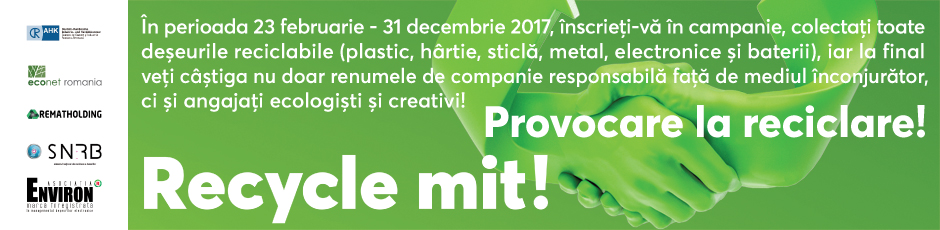 AHK
econet romania
REMATHOLDING
SNRB
ASOCIATIA
ENVIRON
marcă înregistrată
În perioada 23 februarie - 31 decembrie 2017, înscrieți-vă în campanie, colectați toate
deșeurile reciclabile (plastic, hârtie, sticlă, metal, electronice și baterii), iar la final
veți câștiga nu doar renumele de companie responsabilă față de mediul înconjurător,
ci și angajați ecologiști și creativi!
Provocare la reciclare!
Recycle mit!